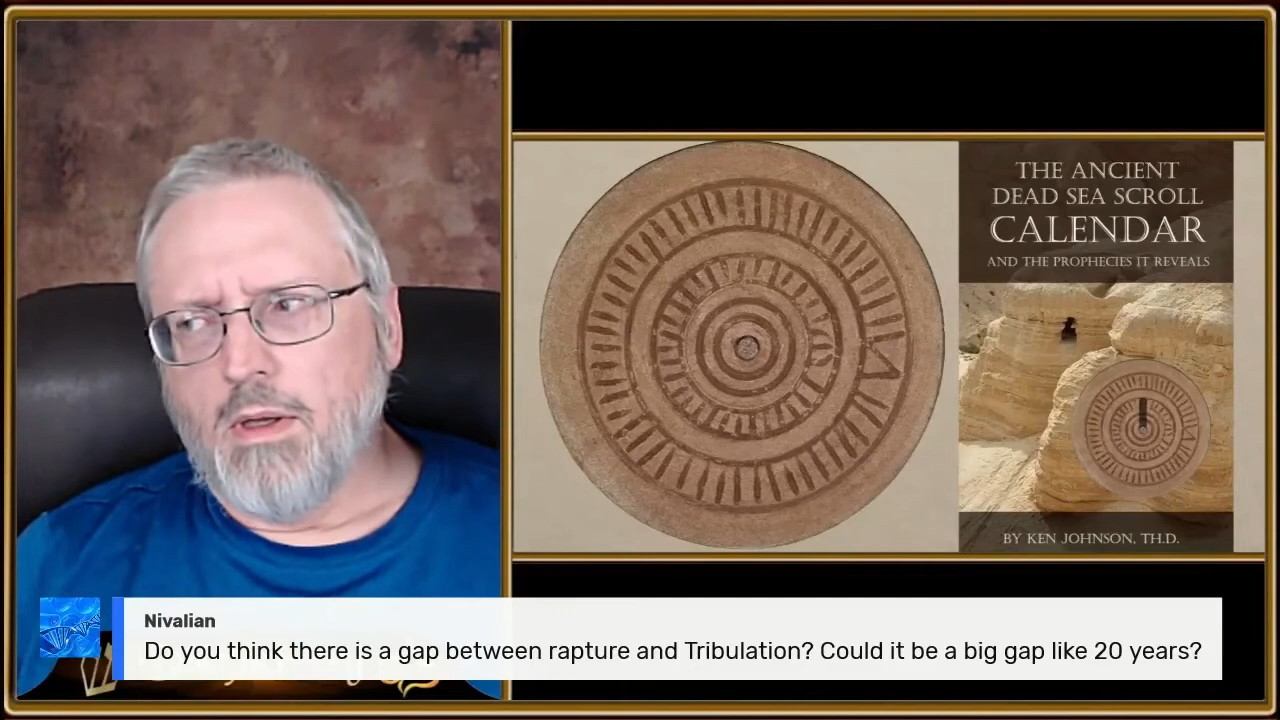 THE ANCIENT
DEAD SEA SCROLL
CALENDAR
AND THE PROPHECIES IT REVEALS
BY KEN JOHNSON, TH.D.
Nivalian
Do you think there is a gap between rapture and Tribulation? Could it be a big gap like 20 years?